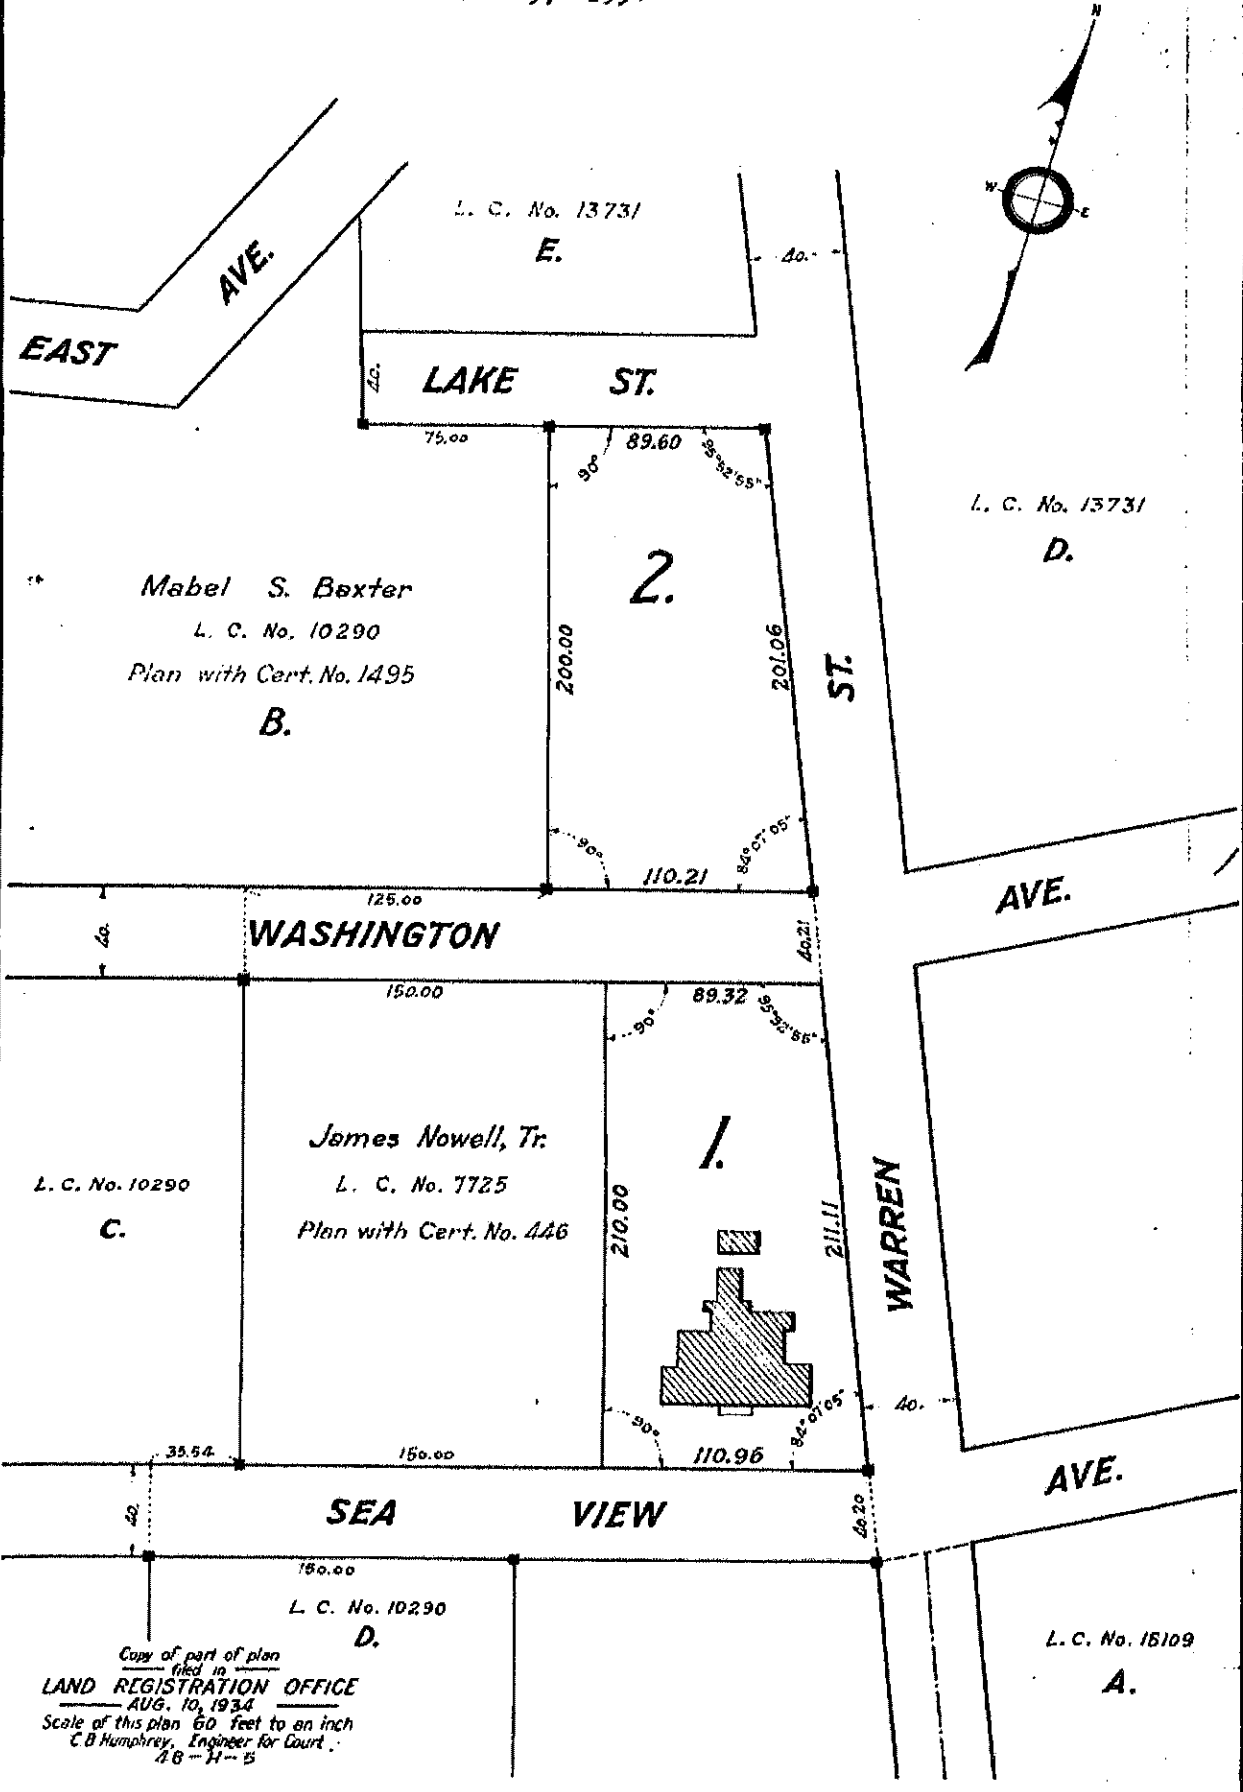 N
W
E
L. C. No. 13731
E.
40.
AVE.
EAST
40.
LAKE ST.
75.00
89.60
90°
95°52'55"
L. C. No. 13731
D.
2.
Mabel S. Baxter
L. C. No. 10290
Plan with Cert. No. 1495
B.
200.00
201.06
ST.
90°
84°07'05"
110.21
125.00
AVE.
40.
WASHINGTON
40.21
150.00
89.32
90°
95°52'55"
James Nowell, Tr.
L. C. No. 7725
Plan with Cert. No. 446
1.
L. C. No. 10290
C.
210.00
211.11
WARREN
90°
84°07'05"
40.
35.54
150.00
110.96
AVE.
40.
SEA VIEW
40.20
150.00
L. C. No. 10290
D.
L. C. No. 15109
A.
Copy of part of plan
filed in
LAND REGISTRATION OFFICE
AUG. 10, 1934
Scale of this plan 60 feet to an inch
C. B. Humphrey, Engineer for Court.
4B-H-5